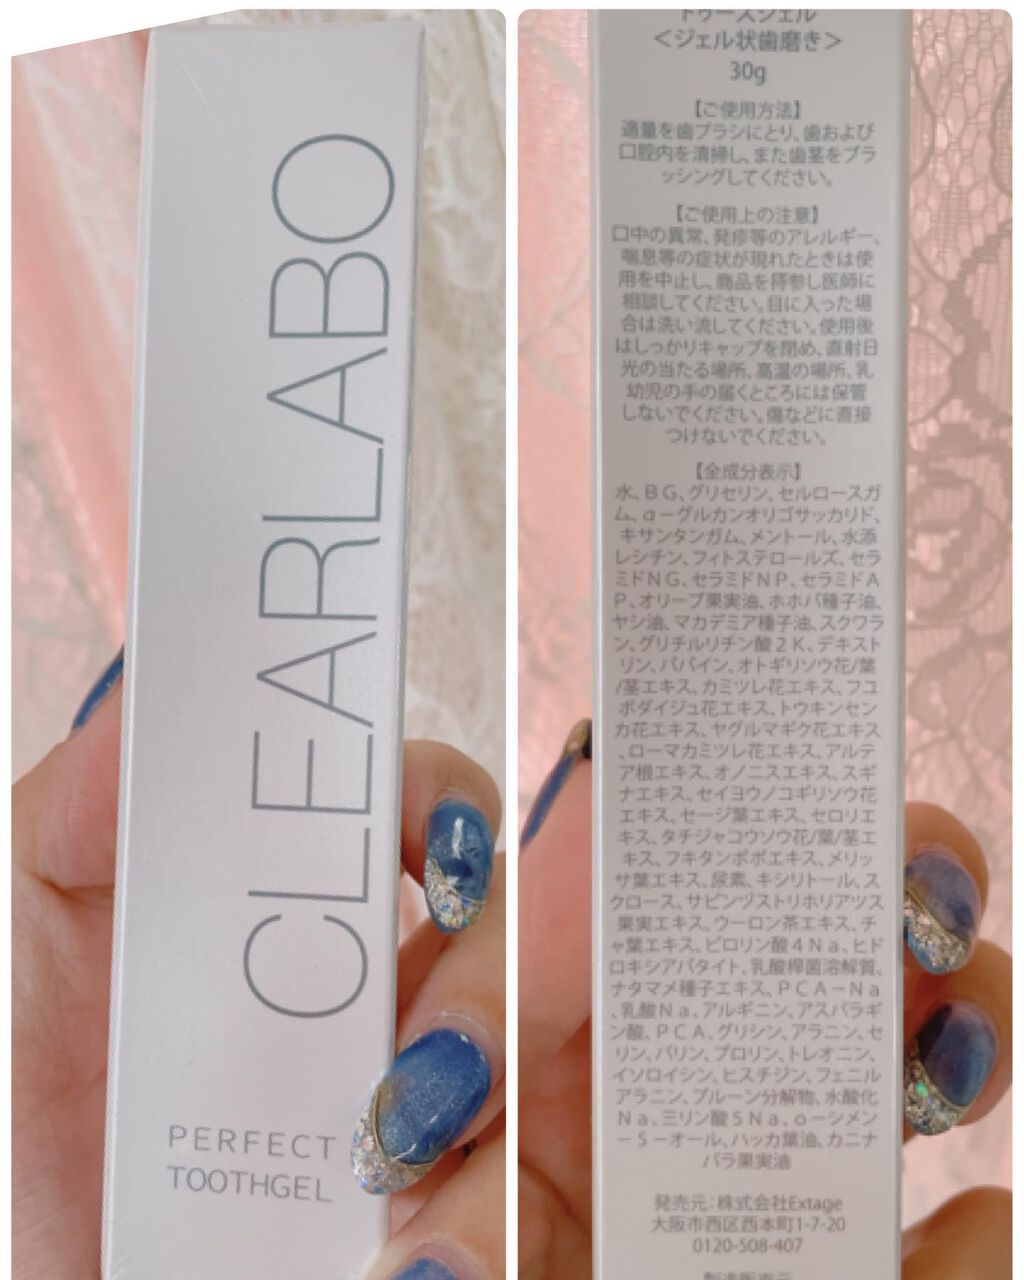 CLEARLABO
PERFECT
TOOTHGEL
トゥースジェル
＜ジェル状歯磨き＞
30g
【ご使用方法】
適量を歯ブラシにとり、歯および
口腔内を清掃し、また歯茎をブラ
ッシングしてください。
【ご使用上の注意】
口中の異常、発疹等のアレルギー、
喘息等の症状が現れたときは使
用を中止し、商品を持参し医師に
相談してください。目に入った場
合は洗い流してください。使用後
はしっかりキャップを閉め、直射日
光の当たる場所、高温の場所、乳
幼児の手の届くところには保管
しないでください。傷などに直接
つけないでください。
【全成分表示】
水、ＢＧ、グリセリン、セルロースガ
ム、α－グルカンオリゴサッカリド、
キサンタンガム、メントール、水添
レシチン、フィトステロールズ、セラ
ミドＮＧ、セラミドＮＰ、セラミドＡ
Ｐ、オリーブ果実油、ホホバ種子油、
ヤシ油、マカデミア種子油、スクワラ
ン、グリチルリチン酸２Ｋ、デキスト
リン、パパイン、オトギリソウ花/葉
/茎エキス、カミツレ花エキス、フユ
ボダイジュ花エキス、トウキンセン
カ花エキス、ヤグルマギク花エキス
、ローマカミツレ花エキス、アルテ
ア根エキス、オノニスエキス、スギ
ナエキス、セイヨウノコギリソウ花
エキス、セージ葉エキス、セロリエ
キス、タチジャコウソウ花/葉/茎エ
キス、フキタンポポエキス、メリッ
サ葉エキス、尿素、キシリトール、ス
クロース、サピンヅストリホリアツス
果実エキス、ウーロン茶エキス、チ
ャ葉エキス、ピロリン酸４Ｎａ、ヒド
ロキシアパタイト、乳酸桿菌溶解質、
ナタマメ種子エキス、ＰＣＡ－Ｎａ
、乳酸Ｎａ、アルギニン、アスパラギ
ン酸、ＰＣＡ、グリシン、アラニン、セ
リン、バリン、プロリン、トレオニン、
イソロイシン、ヒスチジン、フェニル
アラニン、プルーン分解物、水酸化
Ｎａ、三リン酸５Ｎａ、ｏ－シメン
－５－オール、ハッカ葉油、カニナ
バラ果実油
発売元：株式会社Extage
大阪市西区西本町1-7-20
0120-508-407
製造販売元